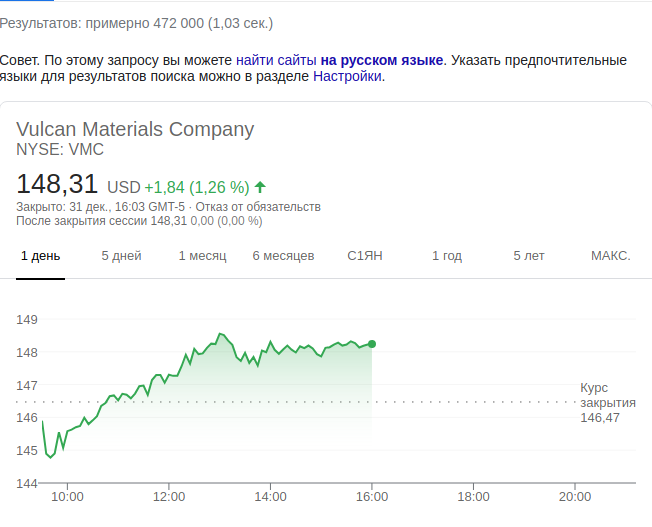 Результатов: примерно 472 000 (1,03 сек.)
Совет. По этому запросу вы можете найти сайты на русском языке. Указать предпочтительные
языки для результатов поиска можно в разделе Настройки.
Vulcan Materials Company
NYSE: VMC
148,31 USD +1,84 (1,26 %)
Закрыто: 31 дек., 16:03 GMT-5 · Отказ от обязательств
После закрытия сессии 148,31 0,00 (0,00 %)
1 день 5 дней 1 месяц 6 месяцев С1ЯН 1 год 5 лет МАКС.
149
148
147
Курс
закрытия
146,47
146
145
144
10:00 12:00 14:00 16:00 18:00 20:00